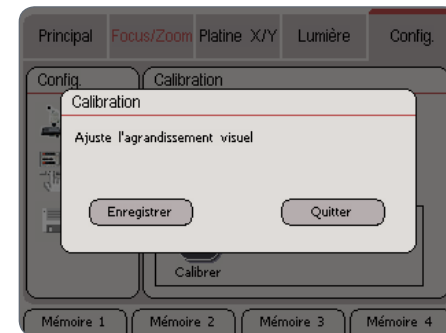 Principal Focus/Zoom Platine X/Y Lumière Config.
Config. Calibration
Calibration
Ajuste l'agrandissement visuel
Enregistrer Quitter
Calibrer
Mémoire 1 Mémoire 2 Mémoire 3 Mémoire 4